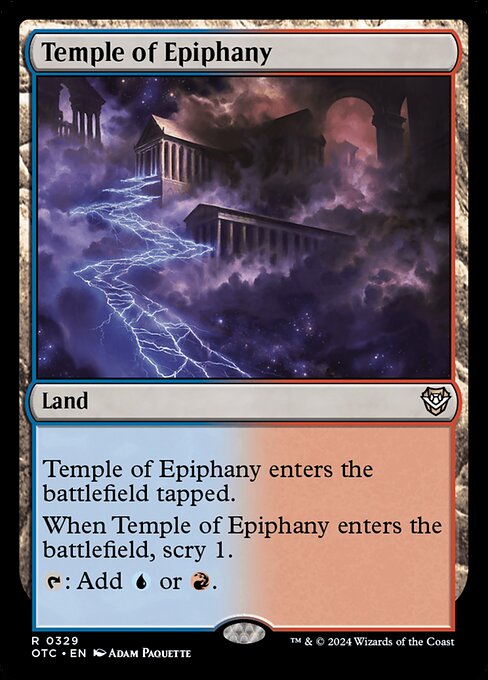 Temple of Epiphany
Land
Temple of Epiphany enters the
battlefield tapped.
When Temple of Epiphany enters the
battlefield, scry 1.
: Add or .
R 0329
OTC • EN Adam Paquette
™ & © 2024 Wizards of the Coast